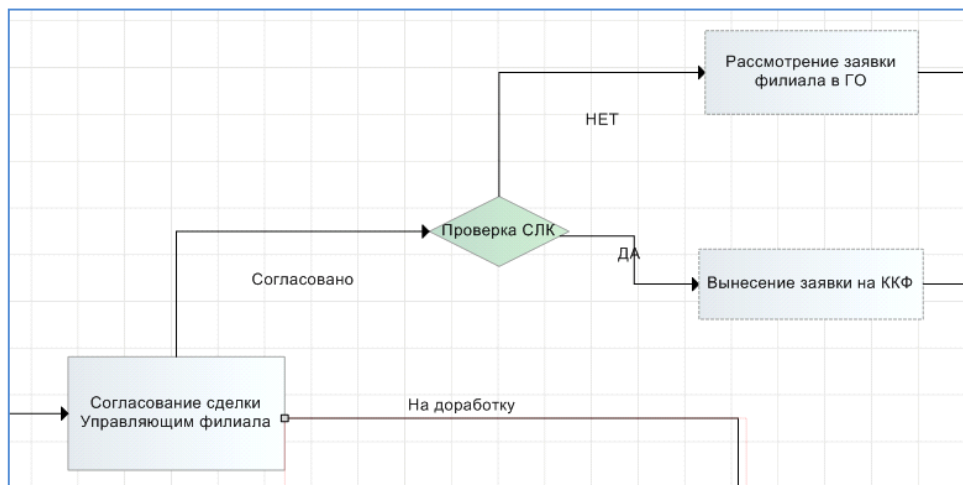 Рассмотрение заявки
филиала в ГО
НЕТ
Проверка СЛК
ДА
Вынесение заявки на ККФ
Согласовано
Согласование сделки
Управляющим филиала
На доработку